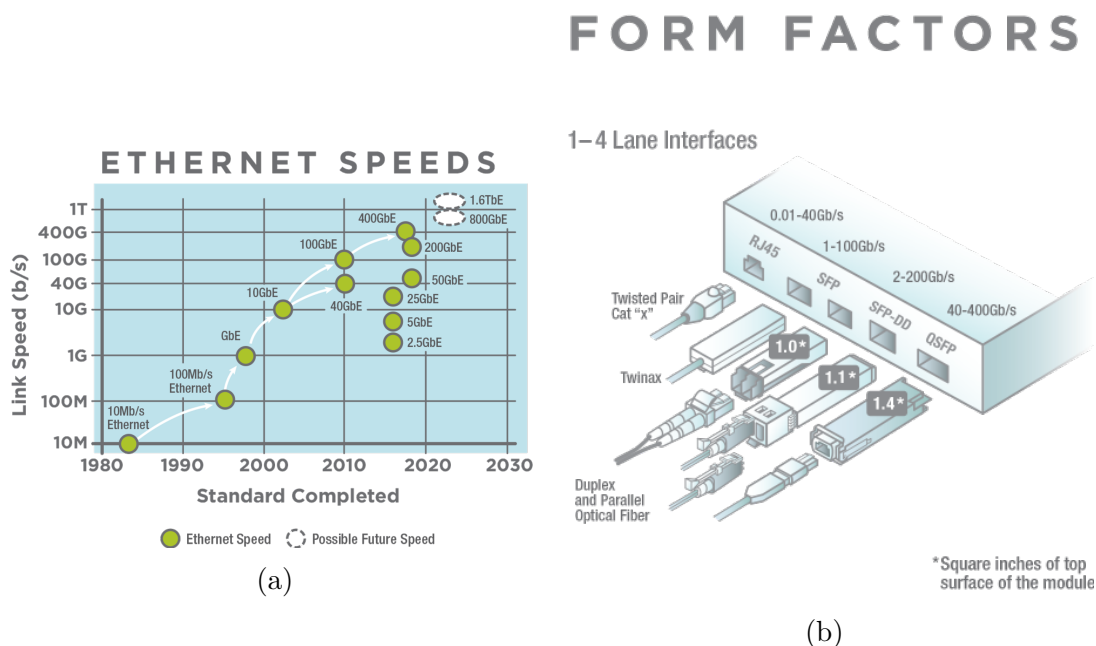 FORM FACTORS
1–4 Lane Interfaces
ETHERNET SPEEDS
Link Speed (b/s)
1T
400G
100G
40G
10G
1G
100M
10M
1.6TbE
800GbE
400GbE
200GbE
100GbE
50GbE
40GbE
25GbE
10GbE
5GbE
2.5GbE
GbE
100Mb/s
Ethernet
10Mb/s
Ethernet
1980 1990 2000 2010 2020 2030
Standard Completed
Ethernet Speed
Possible Future Speed
(a)
0.01-40Gb/s
1-100Gb/s
2-200Gb/s
40-400Gb/s
RJ45
SFP
SFP-DD
QSFP
Twisted Pair
Cat “x”
Twinax
1.0*
1.1*
1.4*
Duplex
and Parallel
Optical Fiber
*Square inches of top
surface of the module
(b)